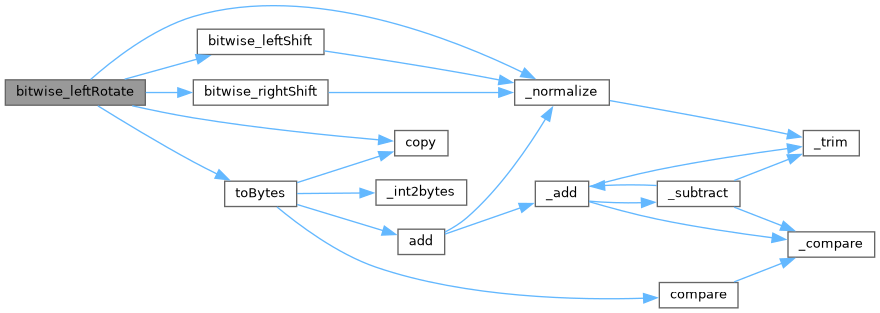 bitwise_leftRotate
bitwise_leftShift
bitwise_rightShift
copy
toBytes
_int2bytes
add
_normalize
_add
_subtract
compare
_trim
_compare